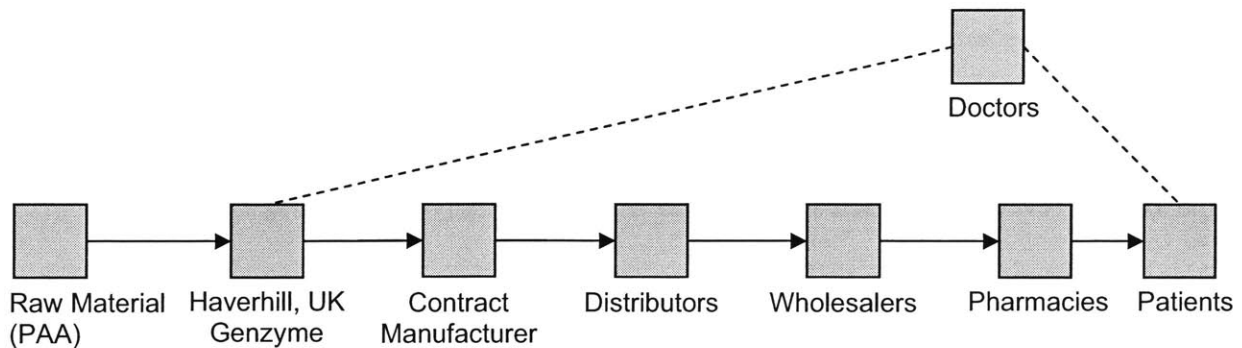 Doctors
Raw Material
(PAA)
Haverhill, UK
Genzyme
Contract
Manufacturer
Distributors
Wholesalers
Pharmacies
Patients